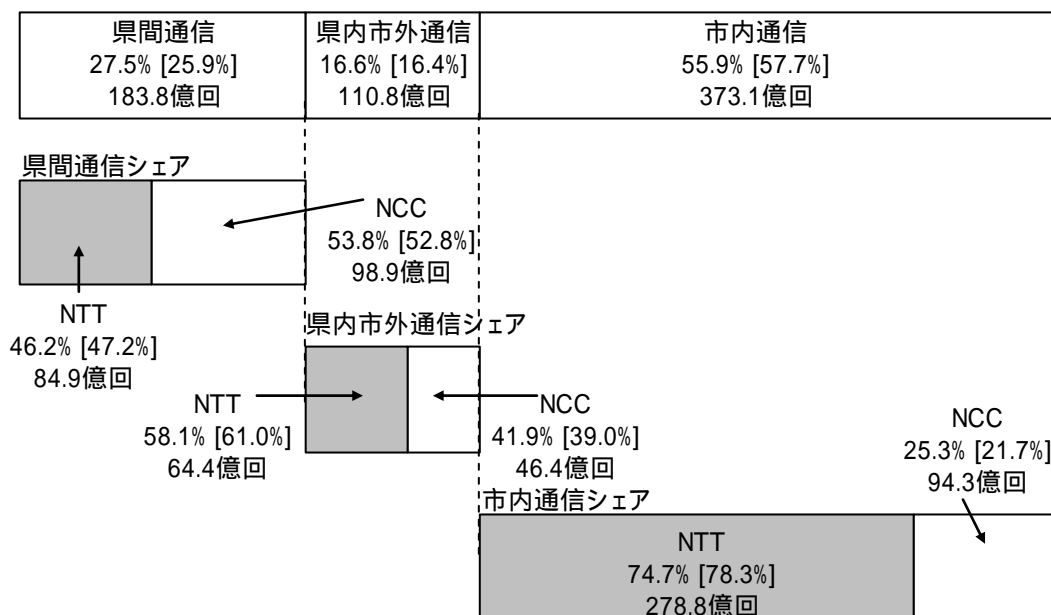 県間通信
27.5% [25.9%]
183.8億回
県内市外通信
16.6% [16.4%]
110.8億回
市内通信
55.9% [57.7%]
373.1億回
県間通信シェア
NCC
53.8% [52.8%]
98.9億回
NTT
46.2% [47.2%]
84.9億回
県内市外通信シェア
NTT
58.1% [61.0%]
64.4億回
NCC
41.9% [39.0%]
46.4億回
NCC
25.3% [21.7%]
94.3億回
市内通信シェア
NTT
74.7% [78.3%]
278.8億回